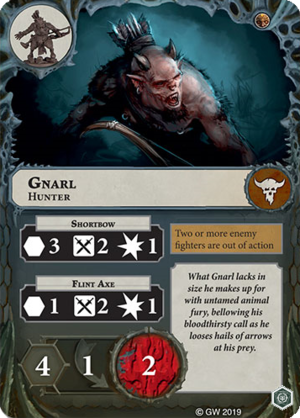 GNARL
HUNTER
SHORTBOW
3 2 1
Two or more enemy
fighters are out of action
FLINT AXE
1 2 1
What Gnarl lacks in
size he makes up for
with untamed animal
fury, bellowing his
bloodthirsty call as he
looses hails of arrows
at his prey.
4 1 2
© GW 2019